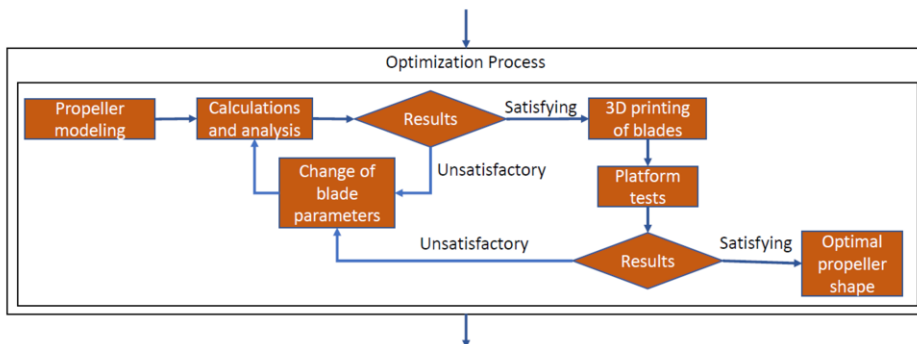 Optimization Process
Propeller
modeling
Calculations
and analysis
Results
Satisfying
3D printing
of blades
Unsatisfactory
Change of
blade
parameters
Platform
tests
Unsatisfactory
Results
Satisfying
Optimal
propeller
shape